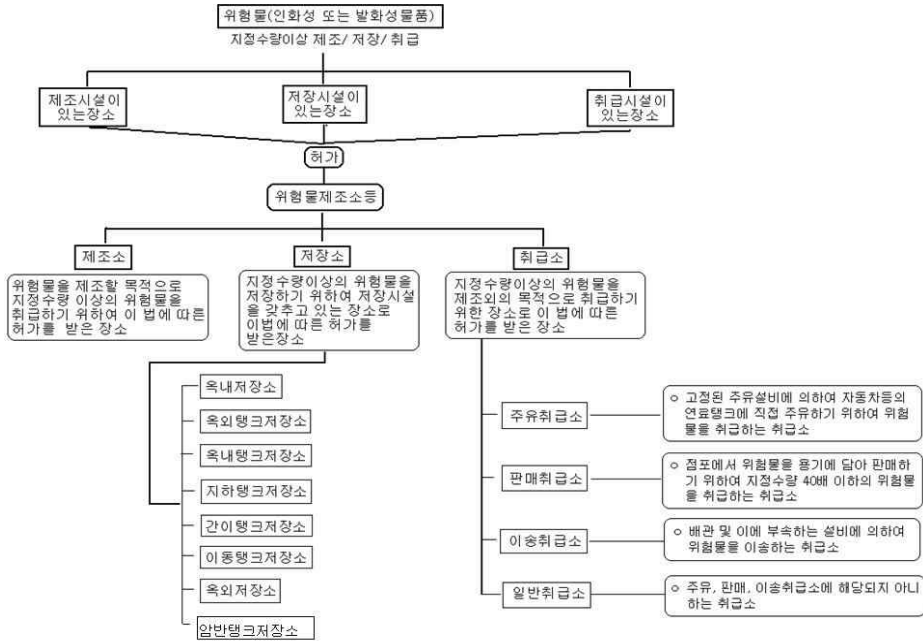 위험물(인화성 또는 발화성물품)
지정수량이상 제조/ 저장/ 취급
제조시설이
있는장소
저장시설이
있는장소
취급시설이
있는장소
허가
위험물제조소등
제조소
위험물을 제조할 목적으로
지정수량 이상의 위험물을
취급하기 위하여 이 법에 따른
허가를 받은 장소
저장소
지정수량이상의 위험물을
저장하기 위하여 저장시설
을 갖추고 있는 장소로
이법에 따른 허가를
받은장소
취급소
지정수량이상의 위험물을
제조외의 목적으로 취급하기
위한 장소로 이 법에 따른
허가를 받은 장소
옥내저장소
옥외탱크저장소
옥내탱크저장소
지하탱크저장소
간이탱크저장소
이동탱크저장소
옥외저장소
암반탱크저장소
주유취급소
○ 고정된 주유설비에 의하여 자동차등의
연료탱크에 직접 주유하기 위하여 위험
물을 취급하는 취급소
판매취급소
○ 점포에서 위험물을 용기에 담아 판매하
기 위하여 지정수량 40배 이하의 위험물
을 취급하는 취급소
이송취급소
○ 배관 및 이에 부속하는 설비에 의하여
위험물을 이송하는 취급소
일반취급소
○ 주유, 판매, 이송취급소에 해당되지 아니
하는 취급소